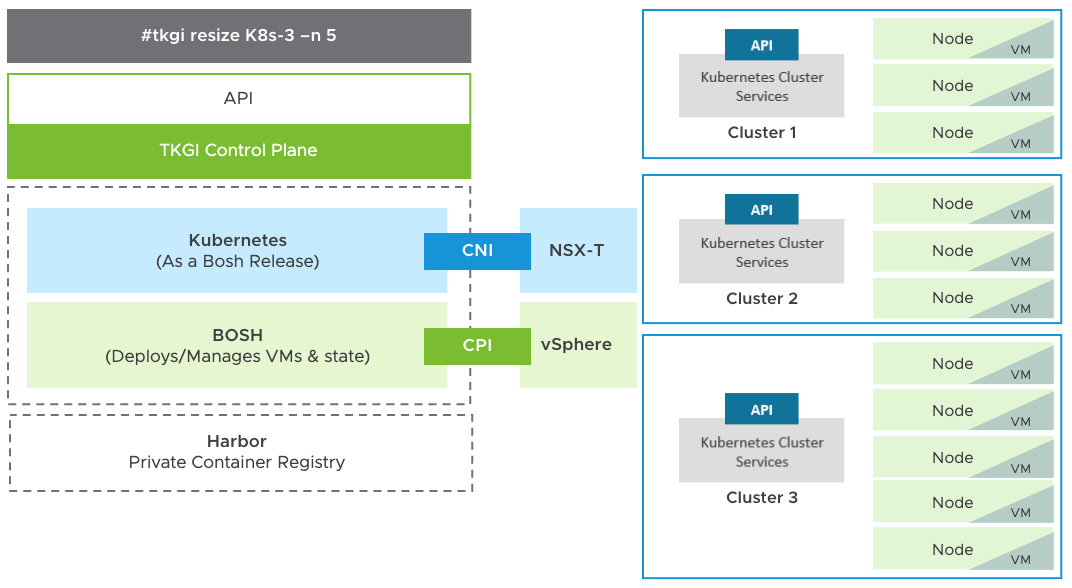 #tkgi resize K8s-3 –n 5
API
TKGI Control Plane
Kubernetes
(As a Bosh Release)
CNI
NSX-T
BOSH
(Deploys/Manages VMs & state)
CPI
vSphere
Harbor
Private Container Registry
API
Kubernetes Cluster
Services
Cluster 1
Node
VM
Node
VM
Node
VM
API
Kubernetes Cluster
Services
Cluster 2
Node
VM
Node
VM
Node
VM
API
Kubernetes Cluster
Services
Cluster 3
Node
VM
Node
VM
Node
VM
Node
VM
Node
VM